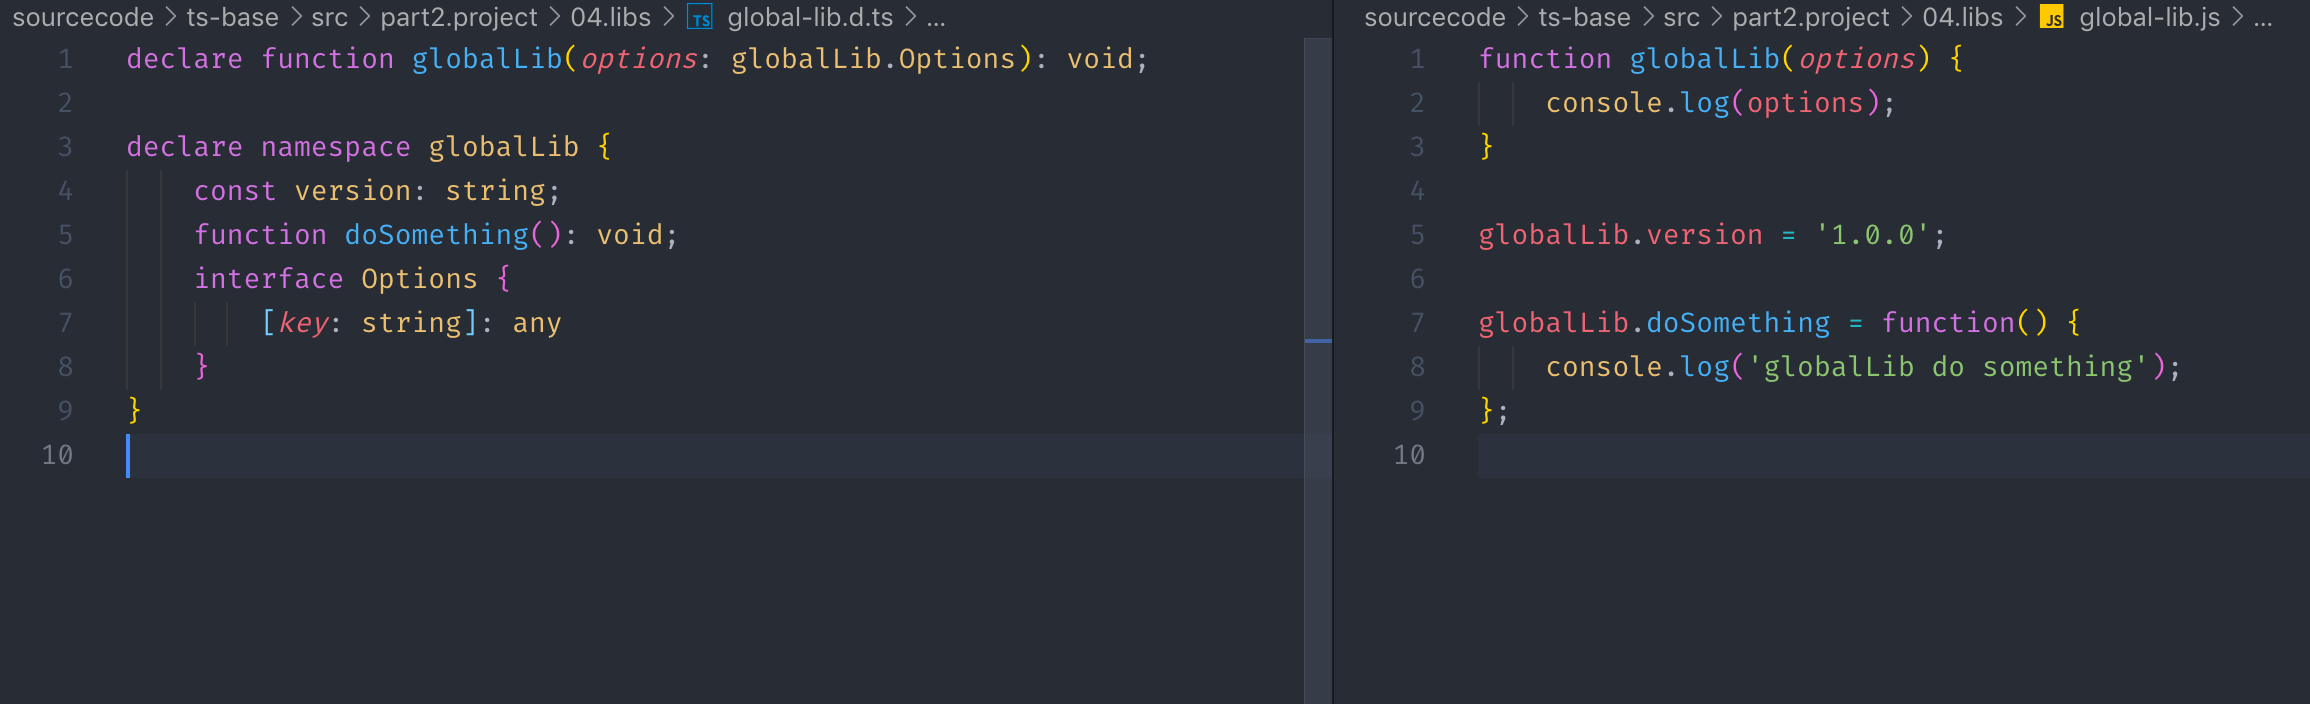 sourcecode > ts-base > src > part2.project > 04.libs > TS global-lib.d.ts > ...
1 declare function globalLib(options: globalLib.Options): void;
2
3 declare namespace globalLib {
4     const version: string;
5     function doSomething(): void;
6     interface Options {
7         [key: string]: any
8     }
9 }
10
sourcecode > ts-base > src > part2.project > 04.libs > JS global-lib.js > ...
1 function globalLib(options) {
2     console.log(options);
3 }
4
5 globalLib.version = '1.0.0';
6
7 globalLib.doSomething = function() {
8     console.log('globalLib do something');
9 };
10